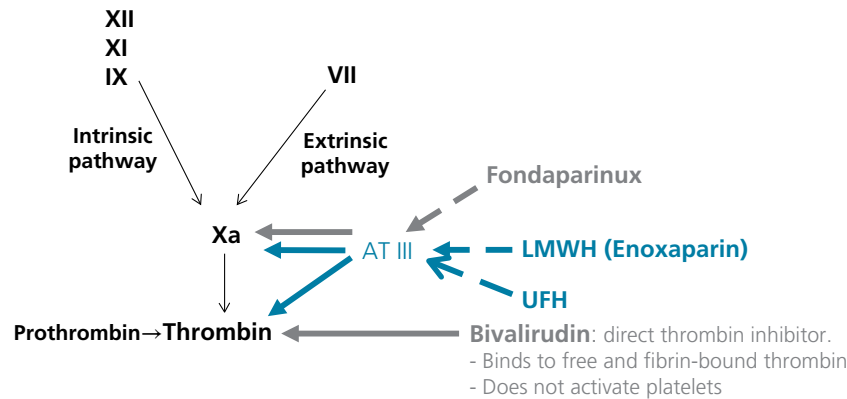 XII
XI
IX
VII
Intrinsic
pathway
Extrinsic
pathway
Fondaparinux
Xa
AT III
LMWH (Enoxaparin)
UFH
Prothrombin→Thrombin
Bivalirudin: direct thrombin inhibitor.
- Binds to free and fibrin-bound thrombin
- Does not activate platelets